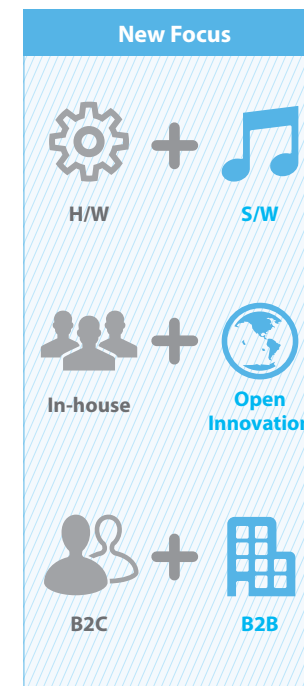 New Focus
H/W
S/W
In-house
Open
Innovation
B2C
B2B